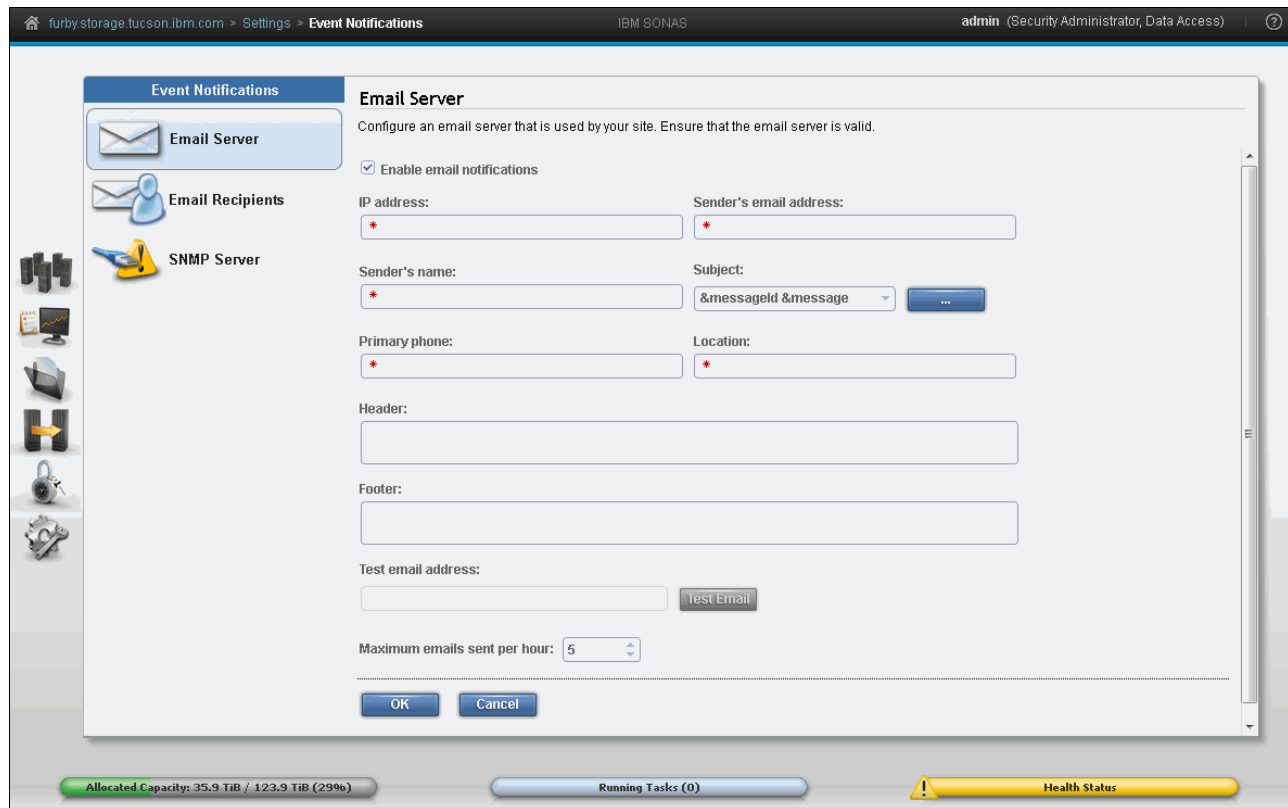 furby.storage.tucson.ibm.com > Settings > Event Notifications IBM SONAS admin (Security Administrator, Data Access) ?
Event Notifications
Email Server
Email Recipients
SNMP Server
Email Server
Configure an email server that is used by your site. Ensure that the email server is valid.
Enable email notifications
IP address: Sender's email address:
* *
Sender's name: Subject:
* &messageId &message ...
Primary phone: Location:
* *
Header:
Footer:
Test email address:
Test Email
Maximum emails sent per hour: 5
OK Cancel
Allocated Capacity: 35.9 TiB / 123.9 TiB (29%) Running Tasks (0) ! Health Status